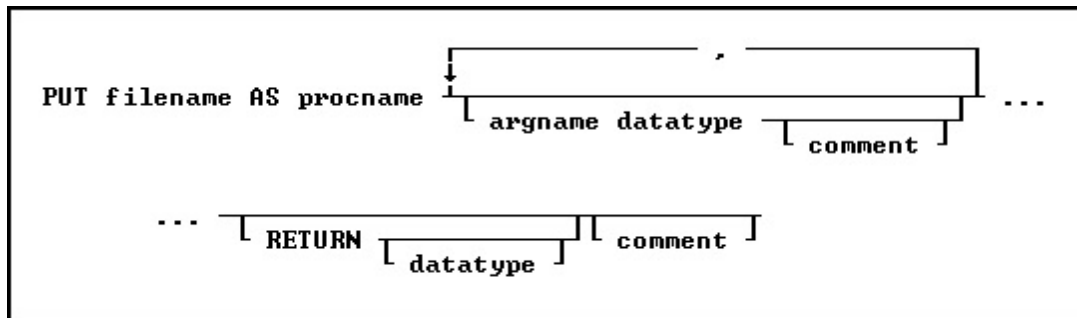 ,
PUT filename AS procname ...
argname datatype
comment
...
RETURN comment
datatype